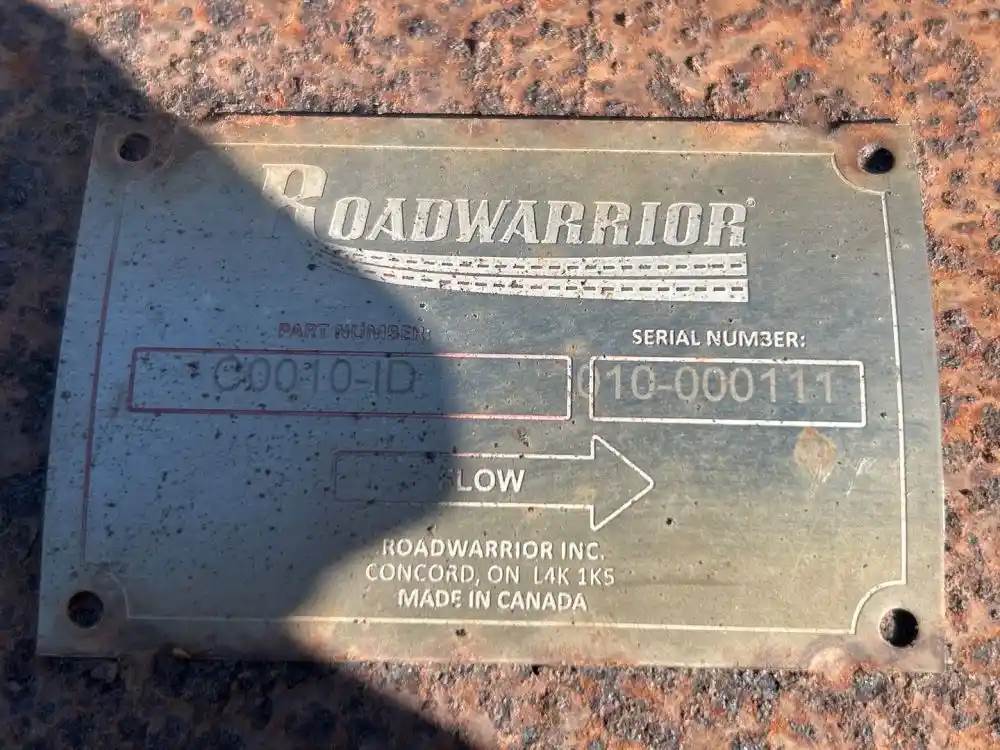 ROADWARRIOR®
PART NUMBER:
C0010-ID
SERIAL NUMBER:
010-000111
FLOW
ROADWARRIOR INC.
CONCORD, ON L4K 1K5
MADE IN CANADA